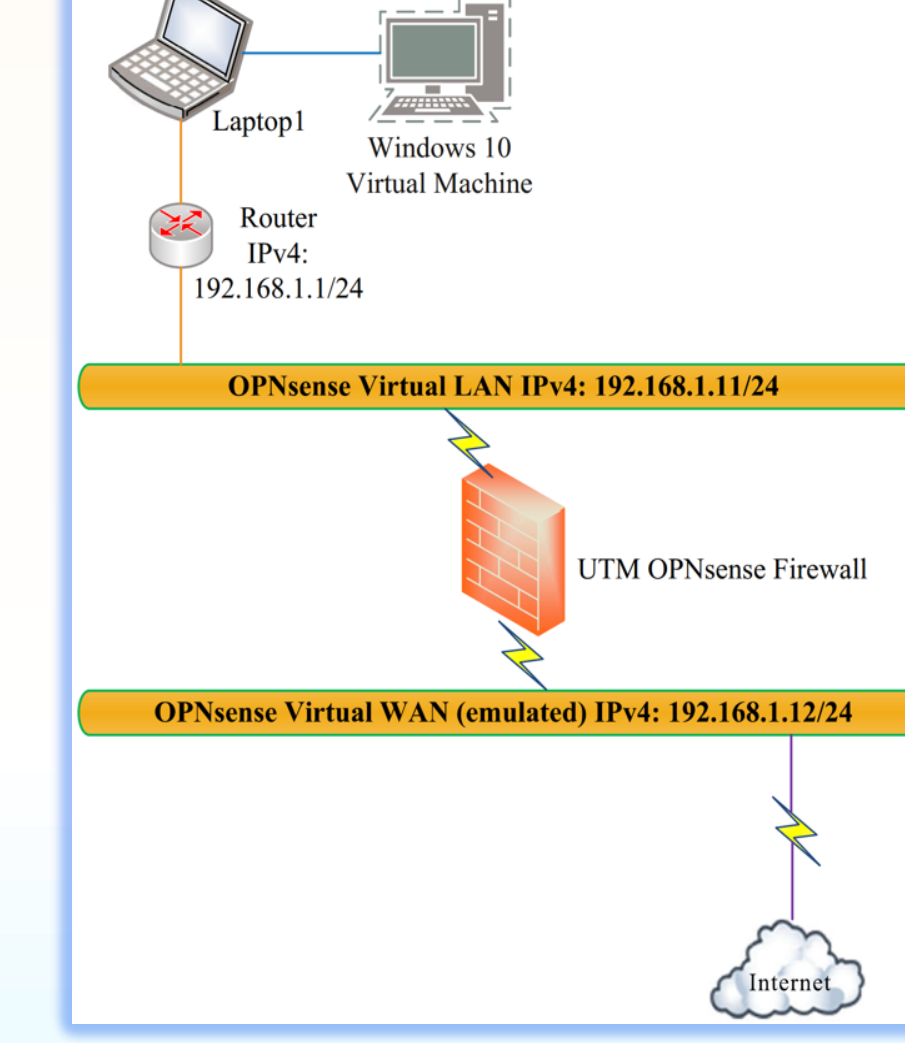 Laptop1
Windows 10
Virtual Machine
Router
IPv4:
192.168.1.1/24
OPNsense Virtual LAN IPv4: 192.168.1.11/24
UTM OPNsense Firewall
OPNsense Virtual WAN (emulated) IPv4: 192.168.1.12/24
Internet